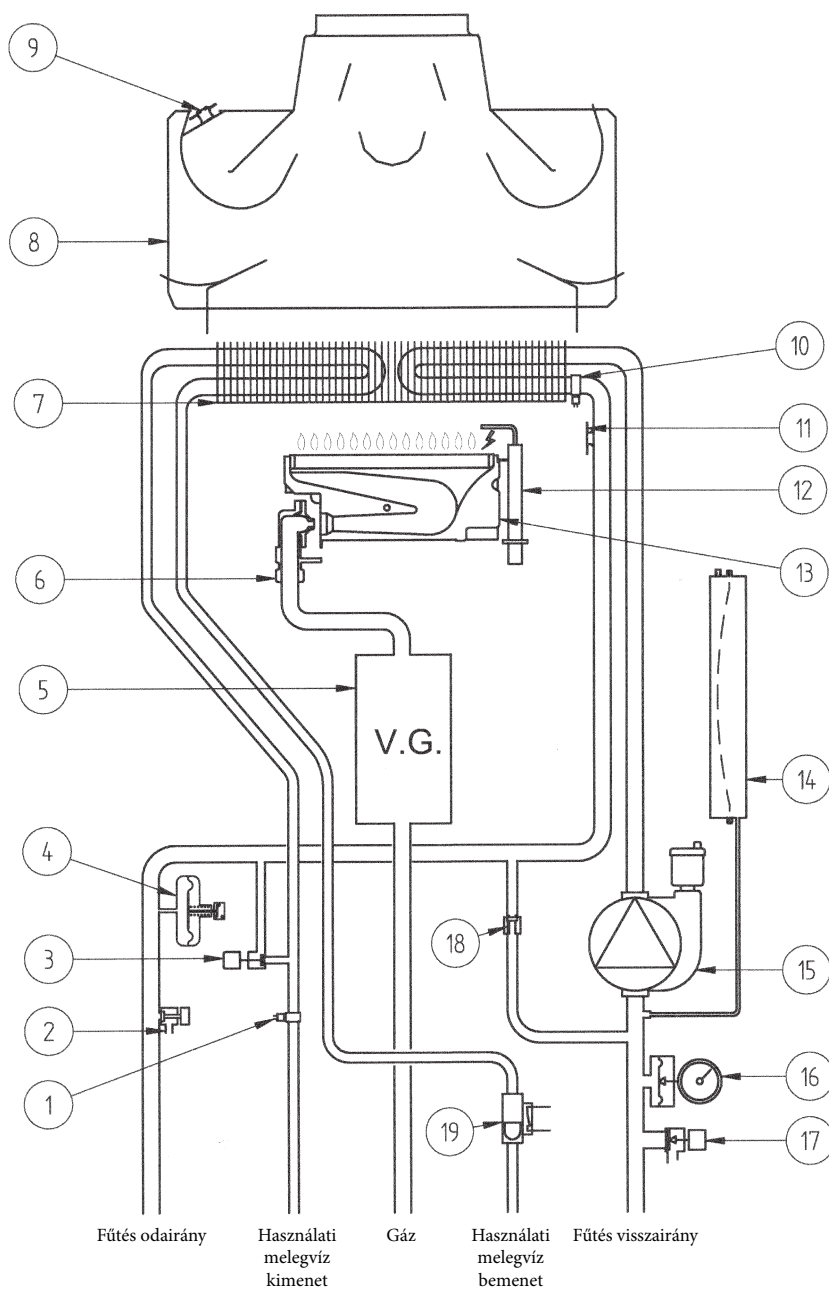 9
8
10
7
11
12
6
13
5
V.G.
14
4
18
3
15
2
1
16
19
17
Fűtés odairány
Használati
melegvíz
kimenet
Gáz
Használati
melegvíz
bemenet
Fűtés visszairány